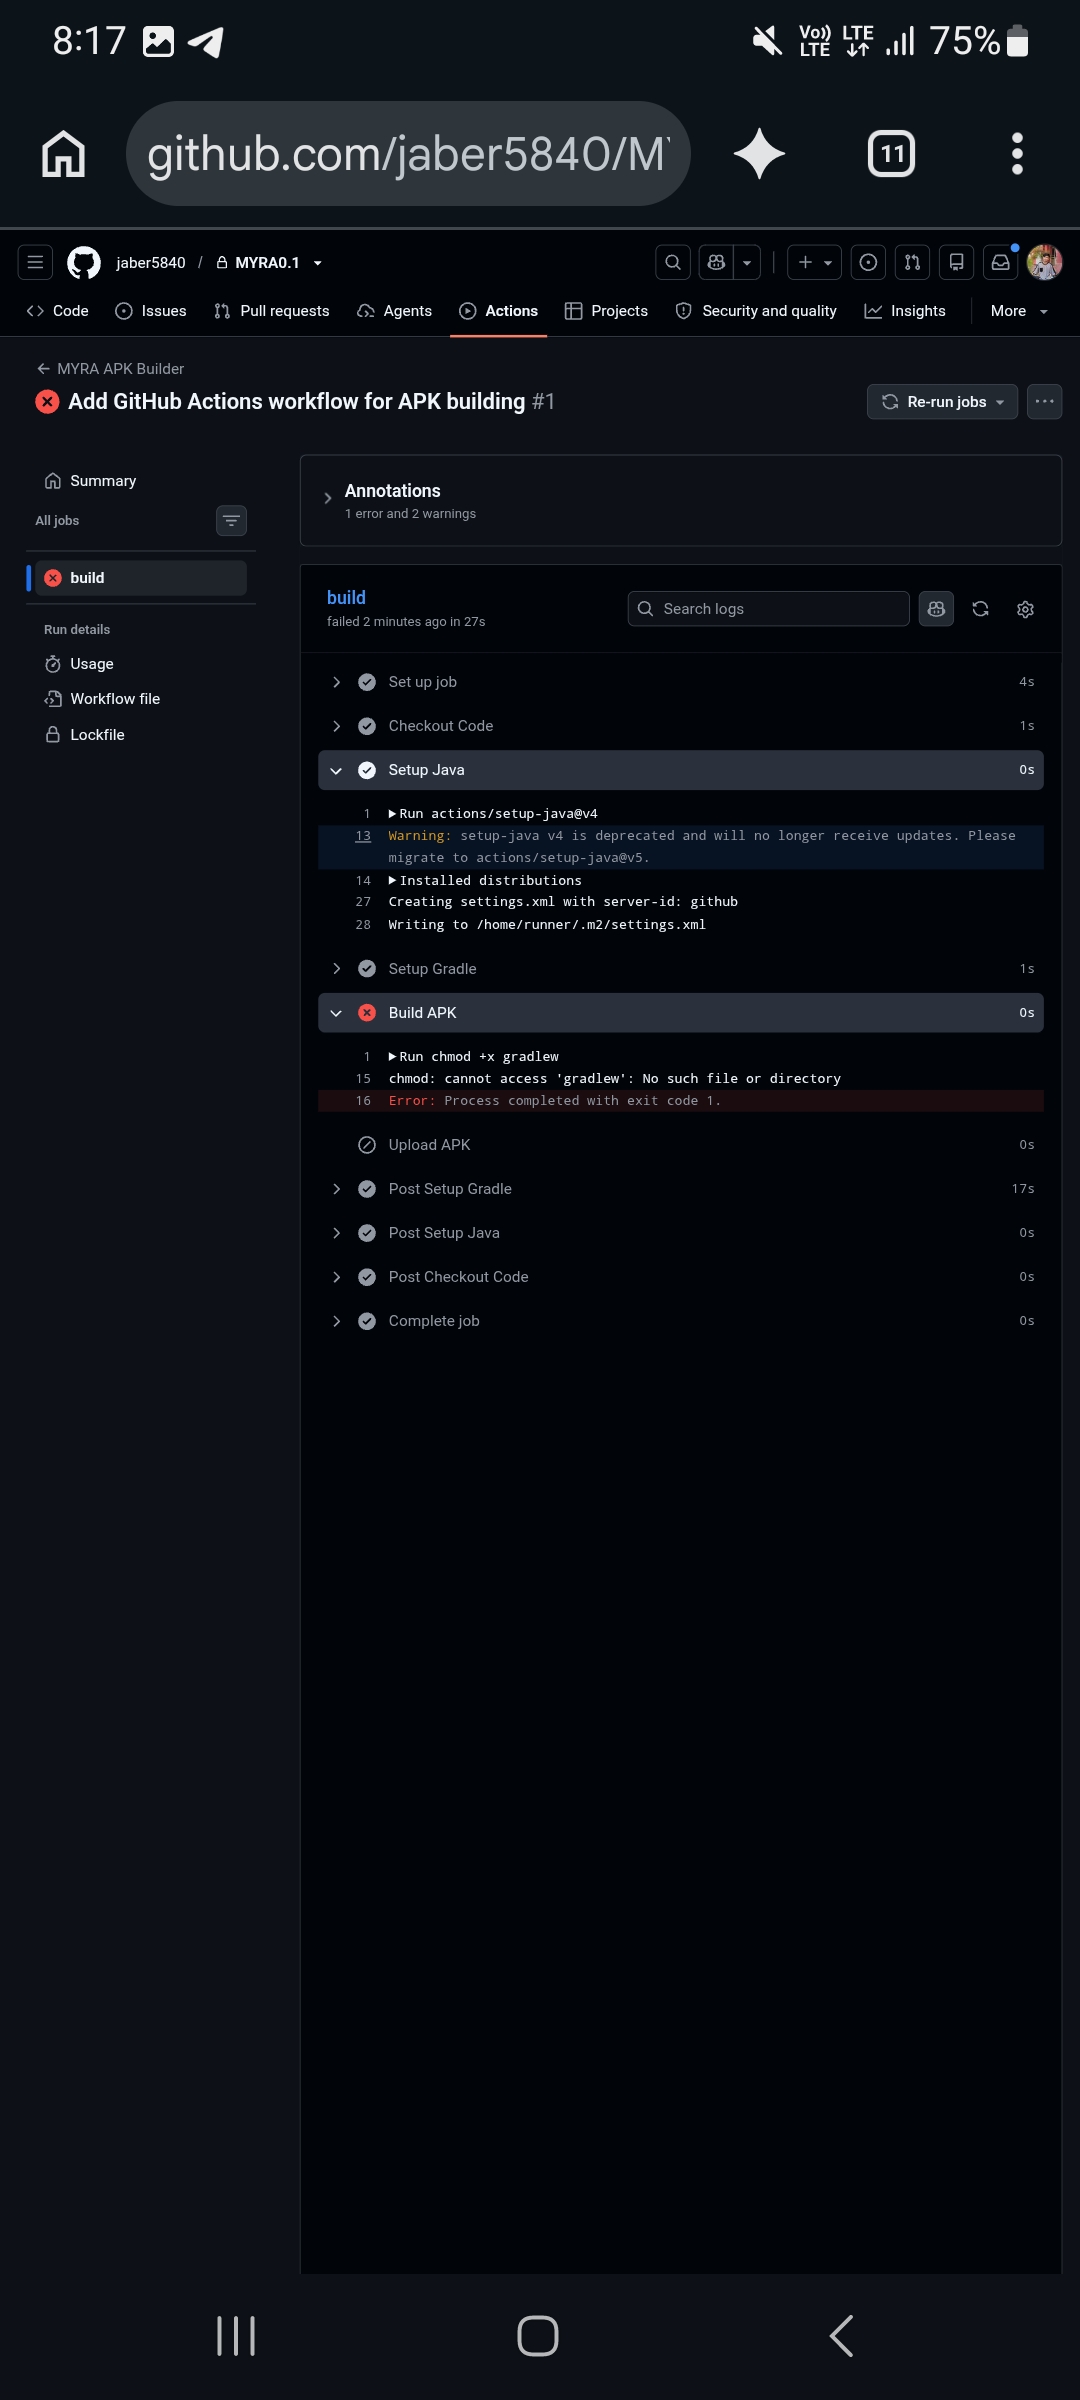 8:17
Vo)) LTE
LTE
75%
github.com/jaber5840/M
11
jaber5840 / MYRA0.1
Code
Issues
Pull requests
Agents
Actions
Projects
Security and quality
Insights
More
MYRA APK Builder
Add GitHub Actions workflow for APK building #1
Re-run jobs
Summary
All jobs
build
Run details
Usage
Workflow file
Lockfile
Annotations
1 error and 2 warnings
build
failed 2 minutes ago in 27s
Search logs
Set up job 4s
Checkout Code 1s
Setup Java 0s
1 Run actions/setup-java@v4
13 Warning: setup-java v4 is deprecated and will no longer receive updates. Please
migrate to actions/setup-java@v5.
14 Installed distributions
27 Creating settings.xml with server-id: github
28 Writing to /home/runner/.m2/settings.xml
Setup Gradle 1s
Build APK 0s
1 Run chmod +x gradlew
15 chmod: cannot access 'gradlew': No such file or directory
16 Error: Process completed with exit code 1.
Upload APK 0s
Post Setup Gradle 17s
Post Setup Java 0s
Post Checkout Code 0s
Complete job 0s